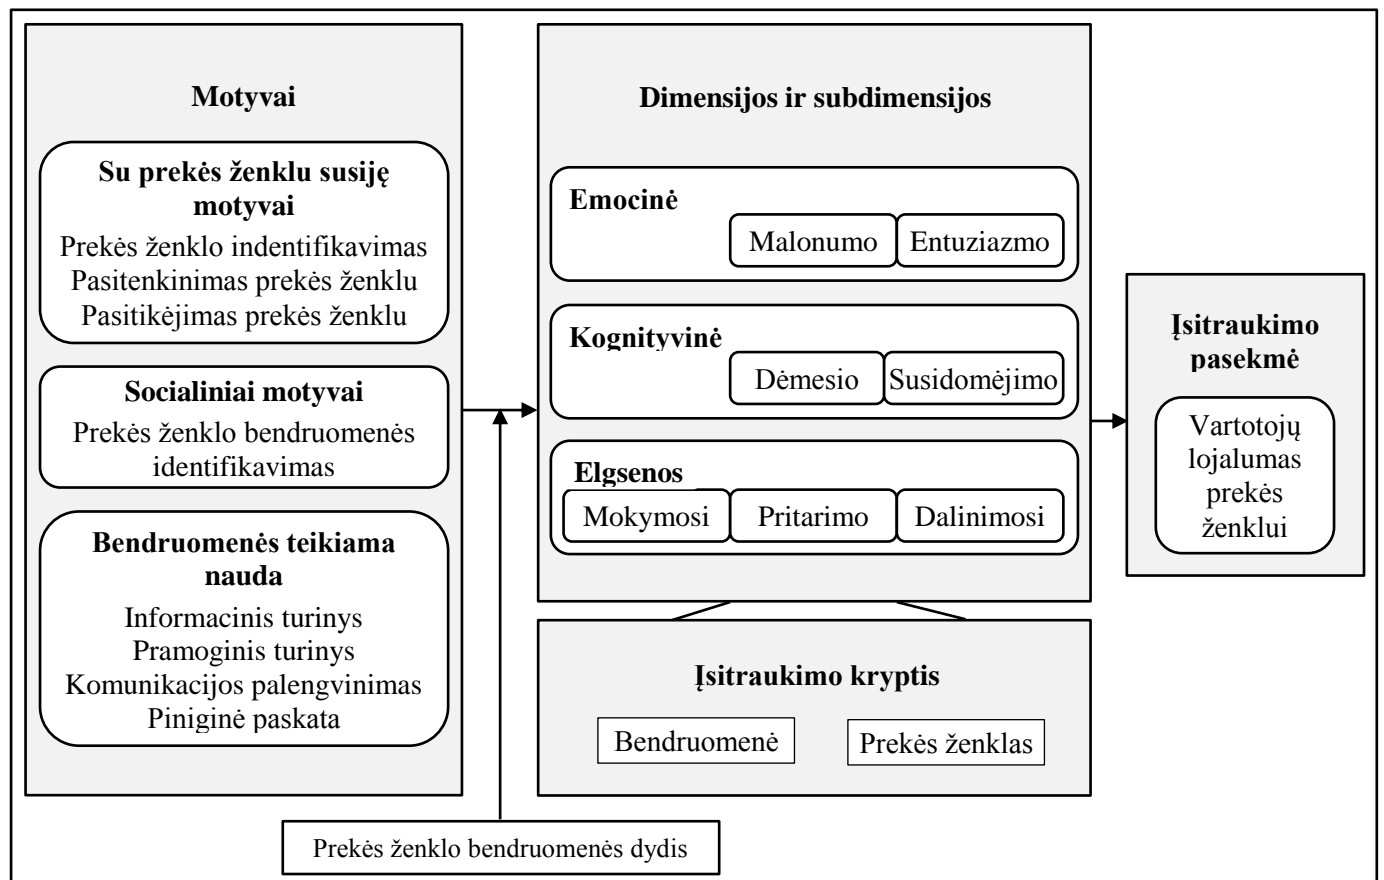 Motyvai
Su prekės ženklu susiję
motyvai
Prekės ženklo indentifikavimas
Pasitenkinimas prekės ženklu
Pasitikėjimas prekės ženklu
Socialiniai motyvai
Prekės ženklo bendruomenės
identifikavimas
Bendruomenės teikiama
nauda
Informacinis turinys
Pramoginis turinys
Komunikacijos palengvinimas
Piniginė paskata
Dimensijos ir subdimensijos
Emocinė
Malonumo
Entuziazmo
Kognityvinė
Dėmesio
Susidomėjimo
Elgsenos
Mokymosi
Pritarimo
Dalinimosi
Įsitraukimo kryptis
Bendruomenė
Prekės ženklas
Įsitraukimo
pasekmė
Vartotojų
lojalumas
prekės
ženklui
Prekės ženklo bendruomenės dydis